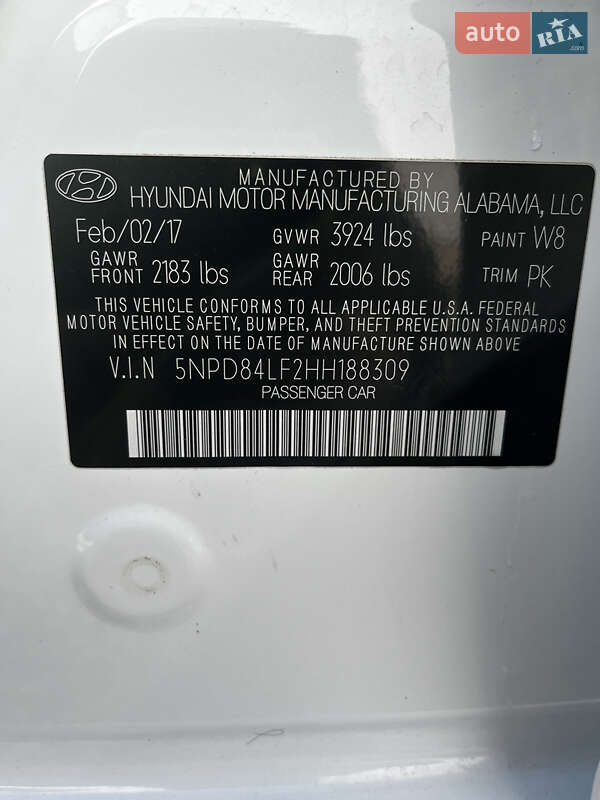 auto RIA .com
MANUFACTURED BY
HYUNDAI MOTOR MANUFACTURING ALABAMA, LLC
Feb/02/17 GVWR 3924 lbs PAINT W8
GAWR FRONT 2183 lbs GAWR REAR 2006 lbs TRIM PK
THIS VEHICLE CONFORMS TO ALL APPLICABLE U.S.A. FEDERAL
MOTOR VEHICLE SAFETY, BUMPER, AND THEFT PREVENTION STANDARDS
IN EFFECT ON THE DATE OF MANUFACTURE SHOWN ABOVE
V.I.N 5NPD84LF2HH188309
PASSENGER CAR